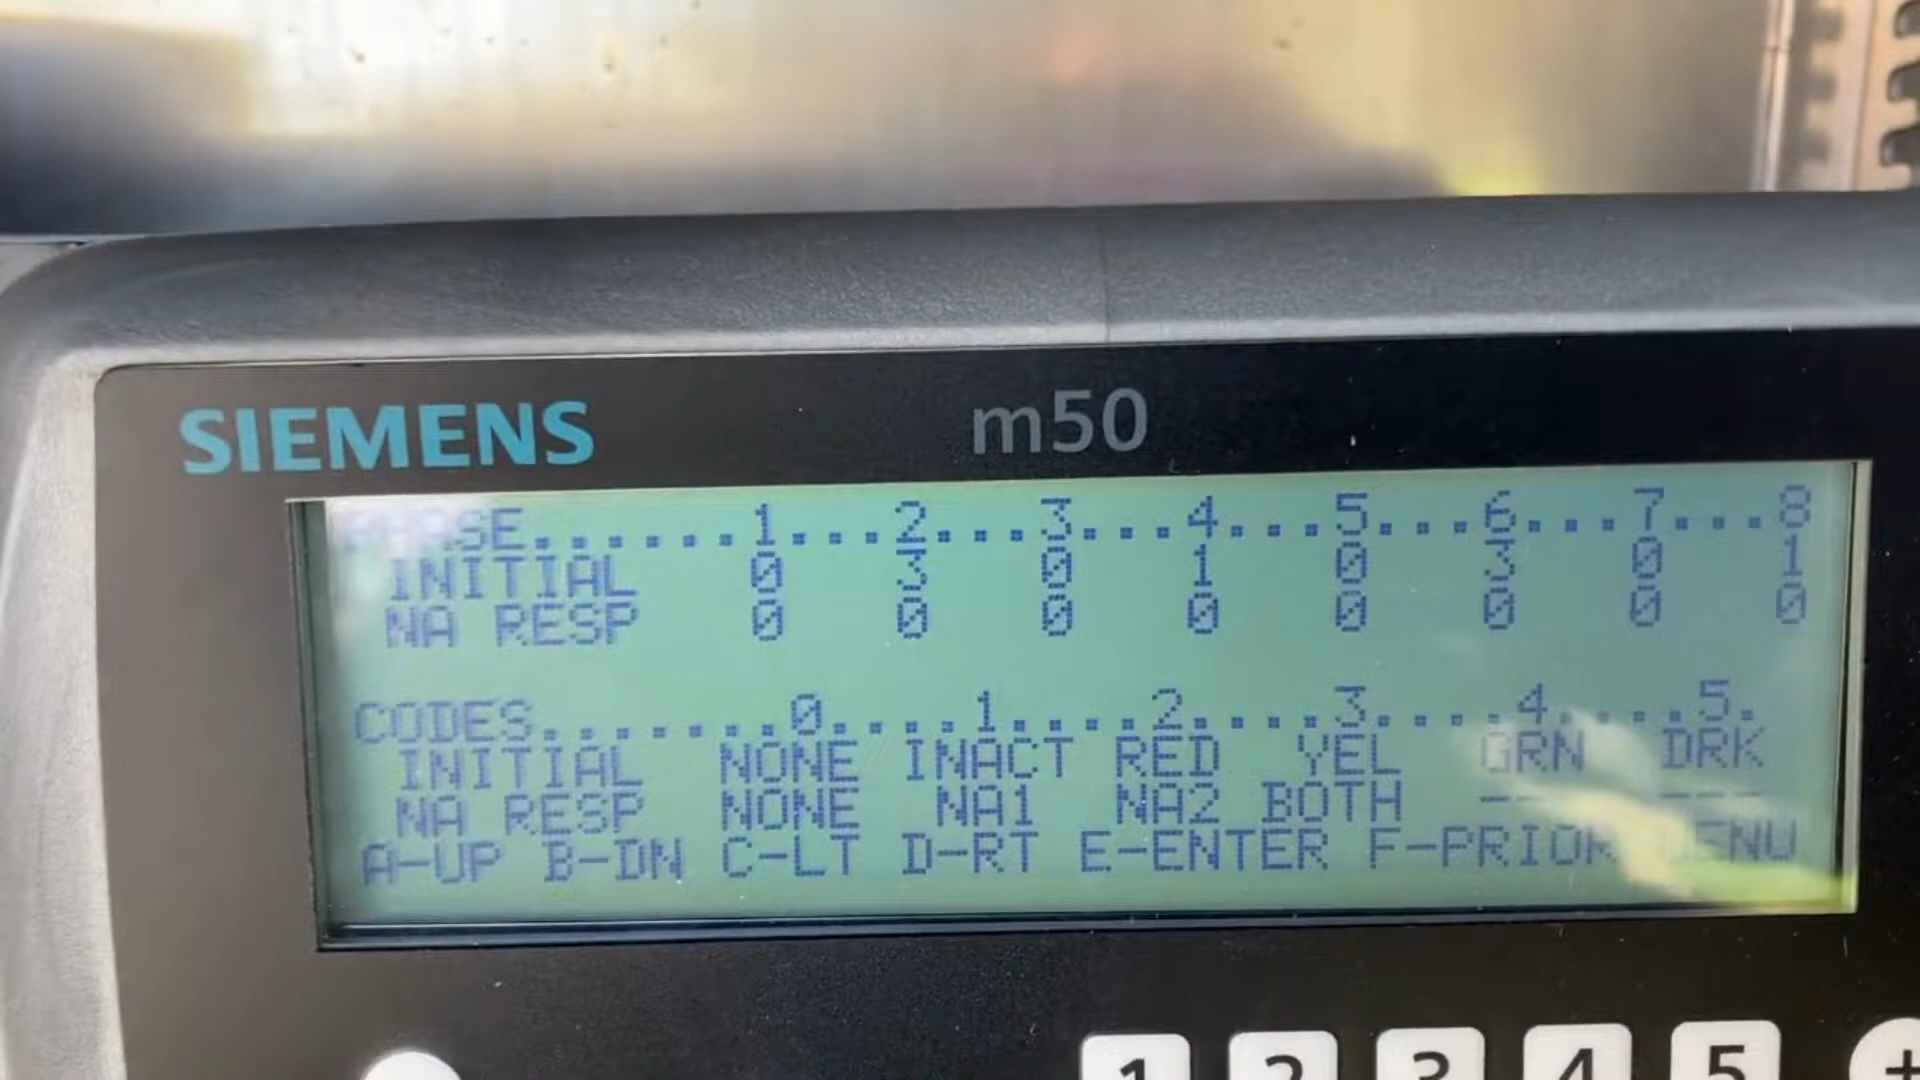 SIEMENS m50
PHASE......1...2...3...4...5...6...7...8
INITIAL 0 3 0 1 0 3 0 1
NA RESP 0 0 0 0 0 0 0 0
CODES.......0....1....2....3....4....5.
INITIAL NONE INACT RED YEL GRN DRK
NA RESP NONE NA1 NA2 BOTH --- ---
A-UP B-DN C-LT D-RT E-ENTER F-PRIOR MENU
1 2 3 4 5 +